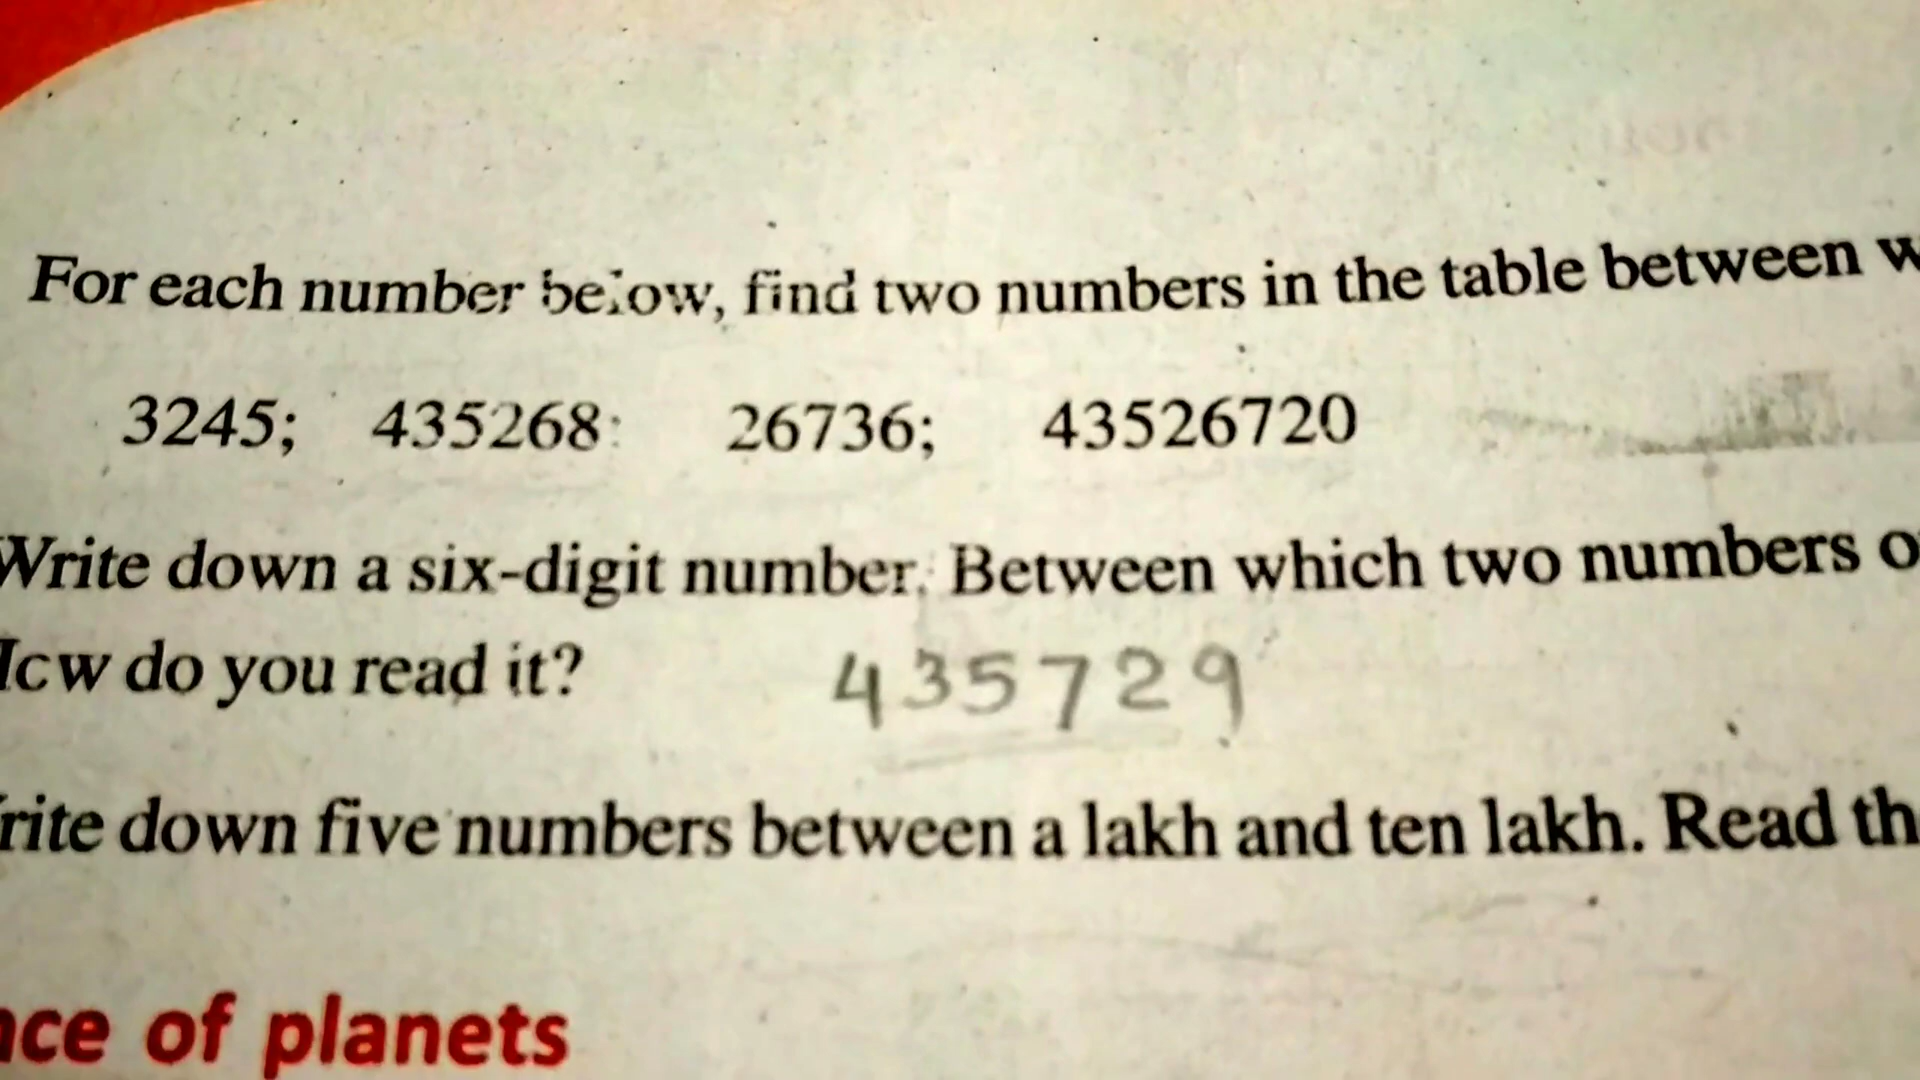 For each number below, find two numbers in the table between
3245; 435268: 26736; 43526720
Write down a six-digit number. Between which two numbers
How do you read it? 435729
rite down five numbers between a lakh and ten lakh. Read th
nce of planets